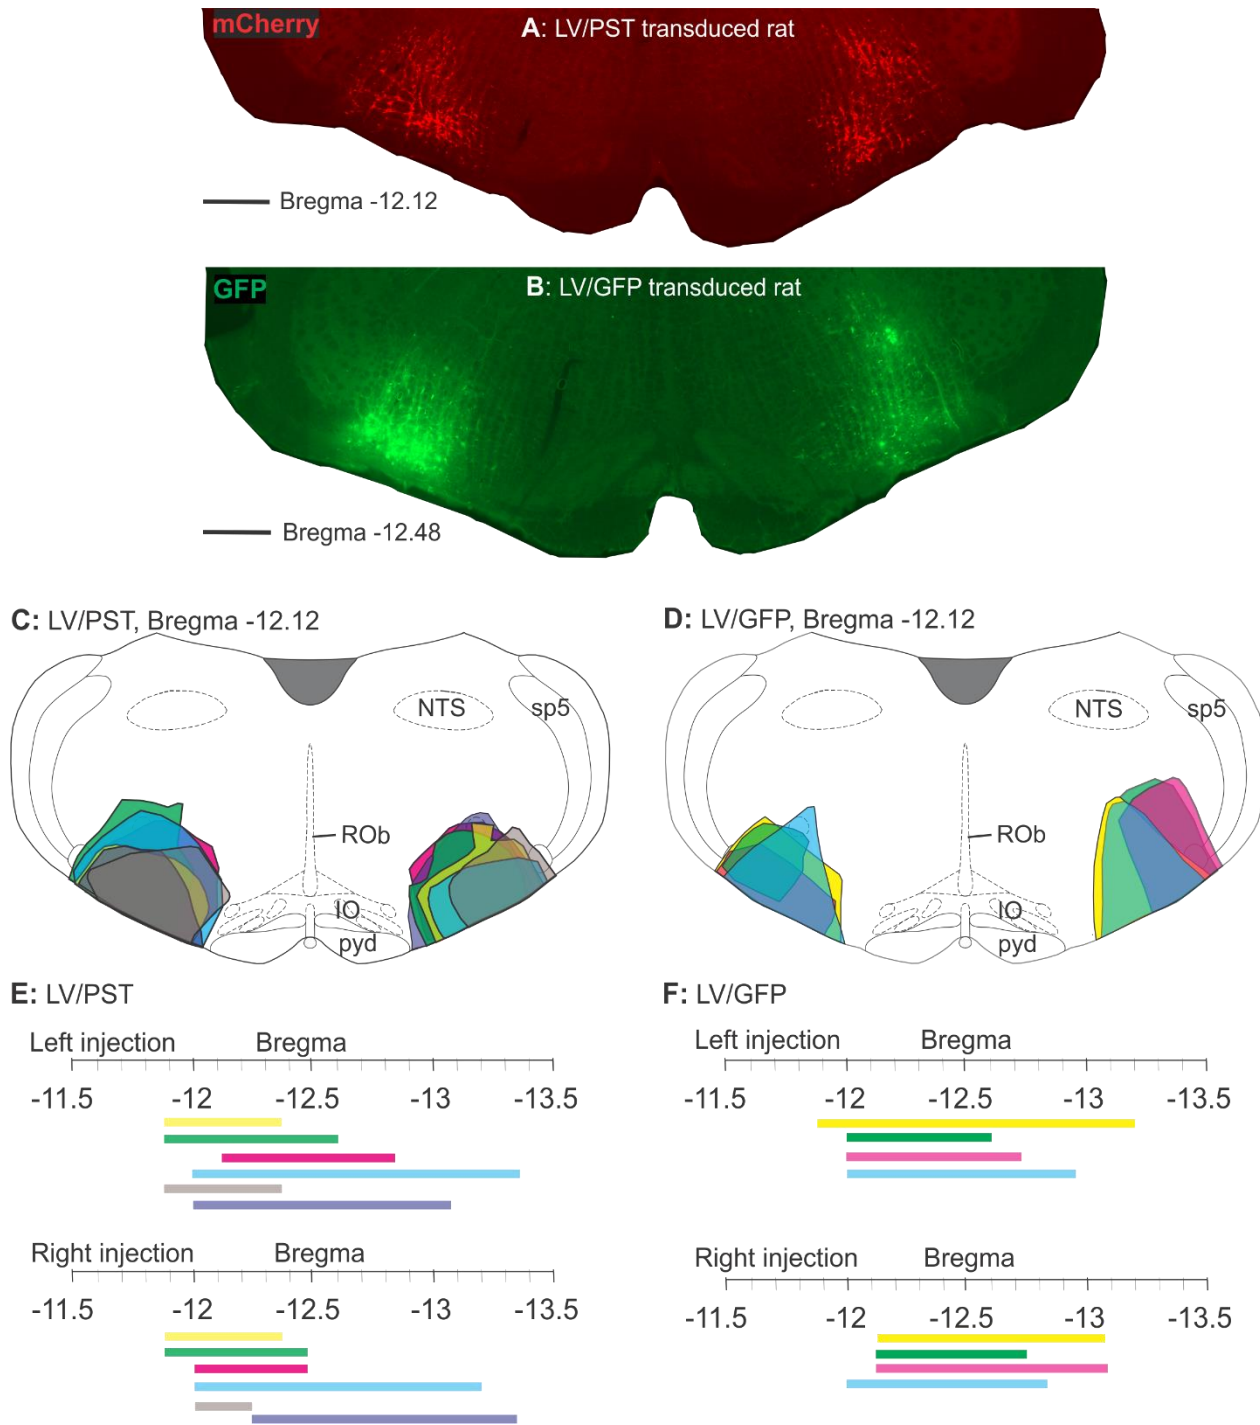 mCherry
A: LV/PST transduced rat
Bregma -12.12
GFP
B: LV/GFP transduced rat
Bregma -12.48
C: LV/PST, Bregma -12.12
NTS
sp5
ROb
IO
pyd
D: LV/GFP, Bregma -12.12
NTS
sp5
ROb
IO
pyd
E: LV/PST
Left injection Bregma
-11.5 -12 -12.5 -13 -13.5
Right injection Bregma
-11.5 -12 -12.5 -13 -13.5
F: LV/GFP
Left injection Bregma
-11.5 -12 -12.5 -13 -13.5
Right injection Bregma
-11.5 -12 -12.5 -13 -13.5